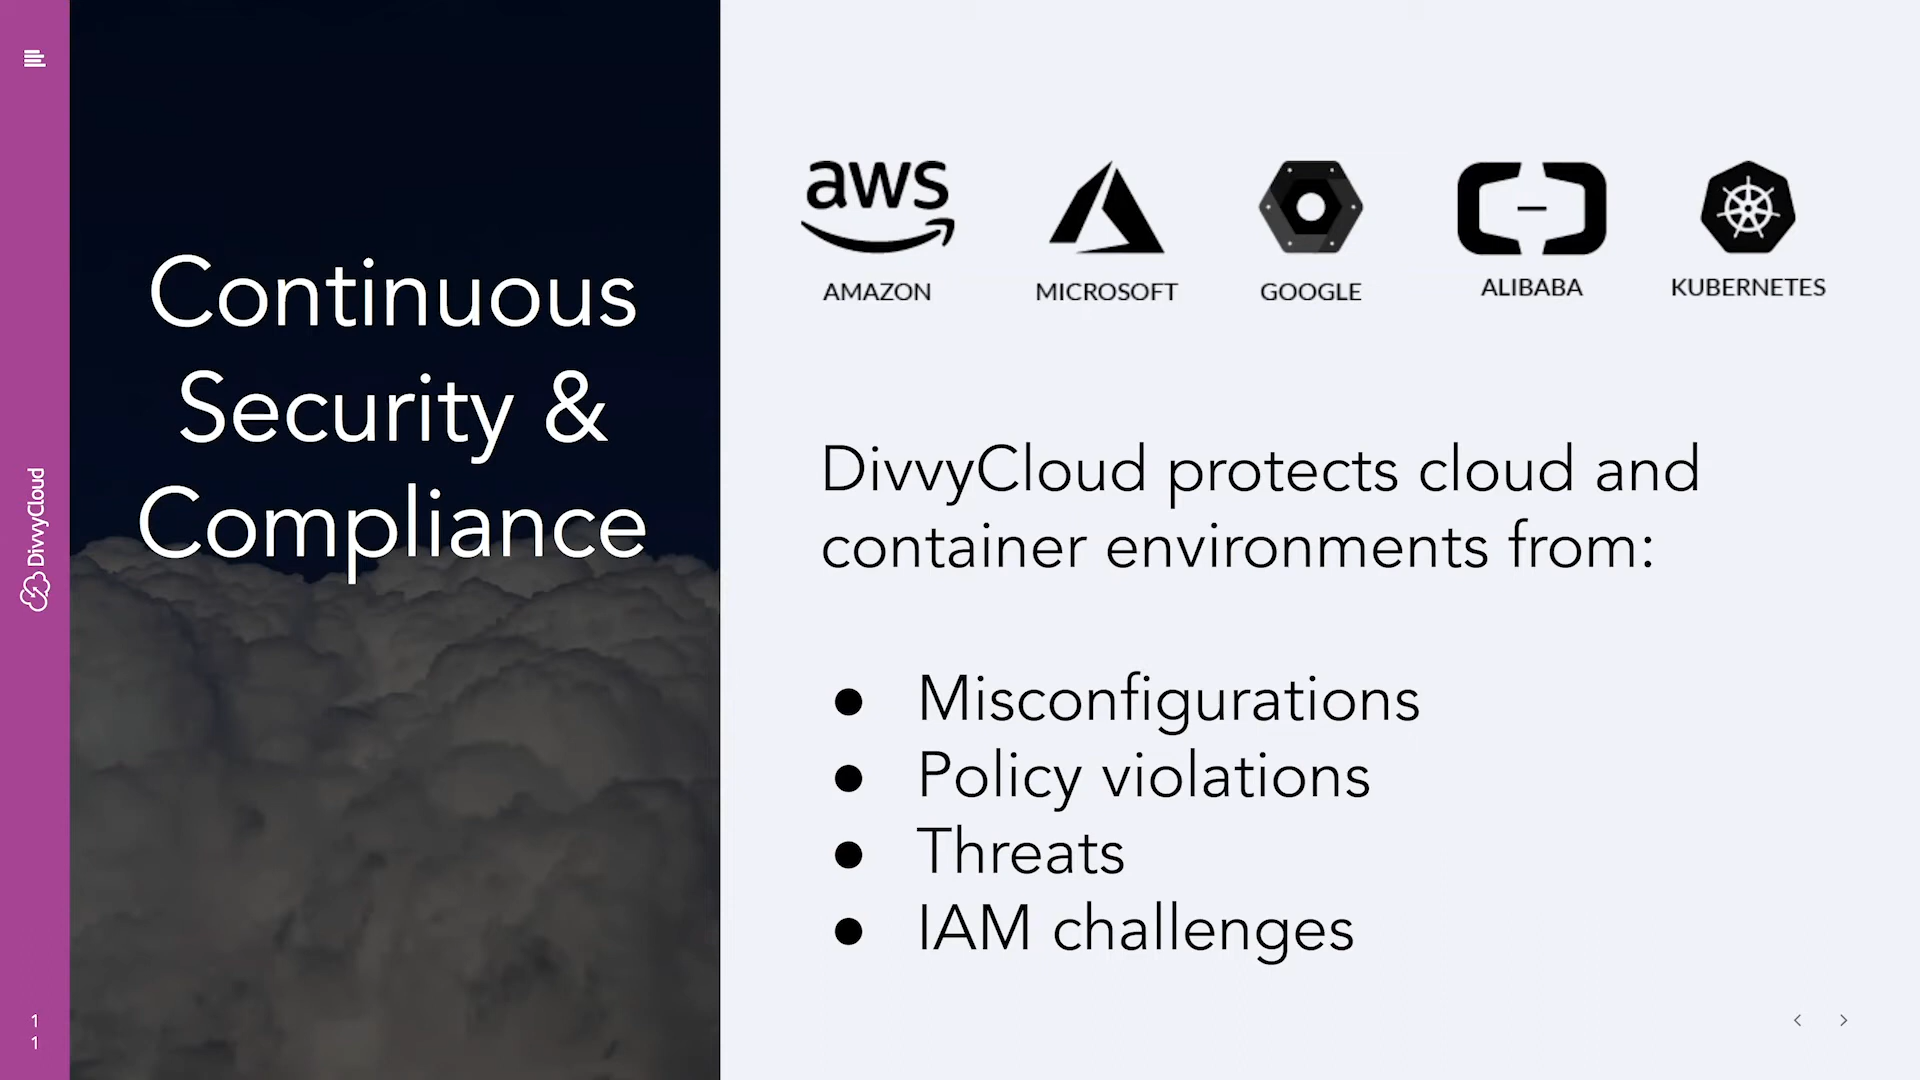 DivvyCloud
1
1
Continuous
Security &
Compliance
aws
AMAZON
MICROSOFT
GOOGLE
ALIBABA
KUBERNETES
DivvyCloud protects cloud and
container environments from:
● Misconfigurations
● Policy violations
● Threats
● IAM challenges